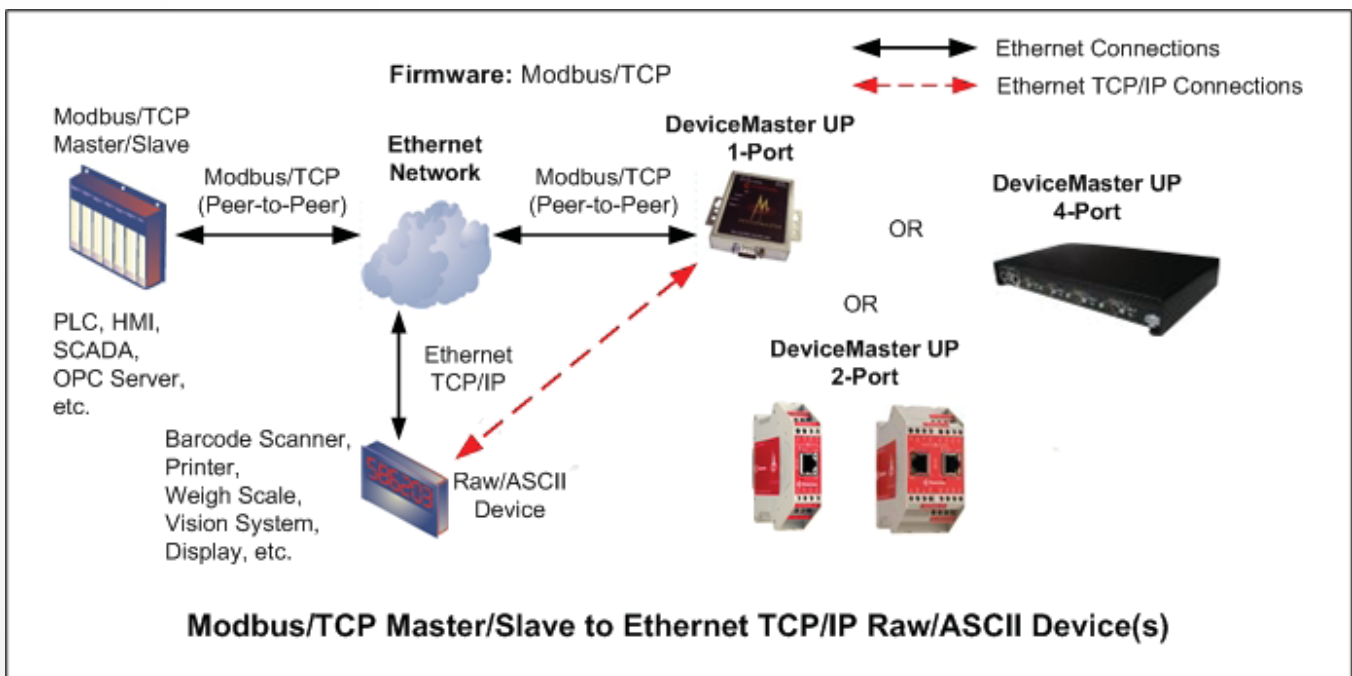 Firmware: Modbus/TCP
Ethernet Connections
Ethernet TCP/IP Connections
Modbus/TCP
Master/Slave
Modbus/TCP
(Peer-to-Peer)
Ethernet
Network
Modbus/TCP
(Peer-to-Peer)
DeviceMaster UP
1-Port
OR
DeviceMaster UP
4-Port
OR
DeviceMaster UP
2-Port
PLC, HMI,
SCADA,
OPC Server,
etc.
Ethernet
TCP/IP
Barcode Scanner,
Printer,
Weigh Scale,
Vision System,
Display, etc.
586203
Raw/ASCII
Device
Modbus/TCP Master/Slave to Ethernet TCP/IP Raw/ASCII Device(s)